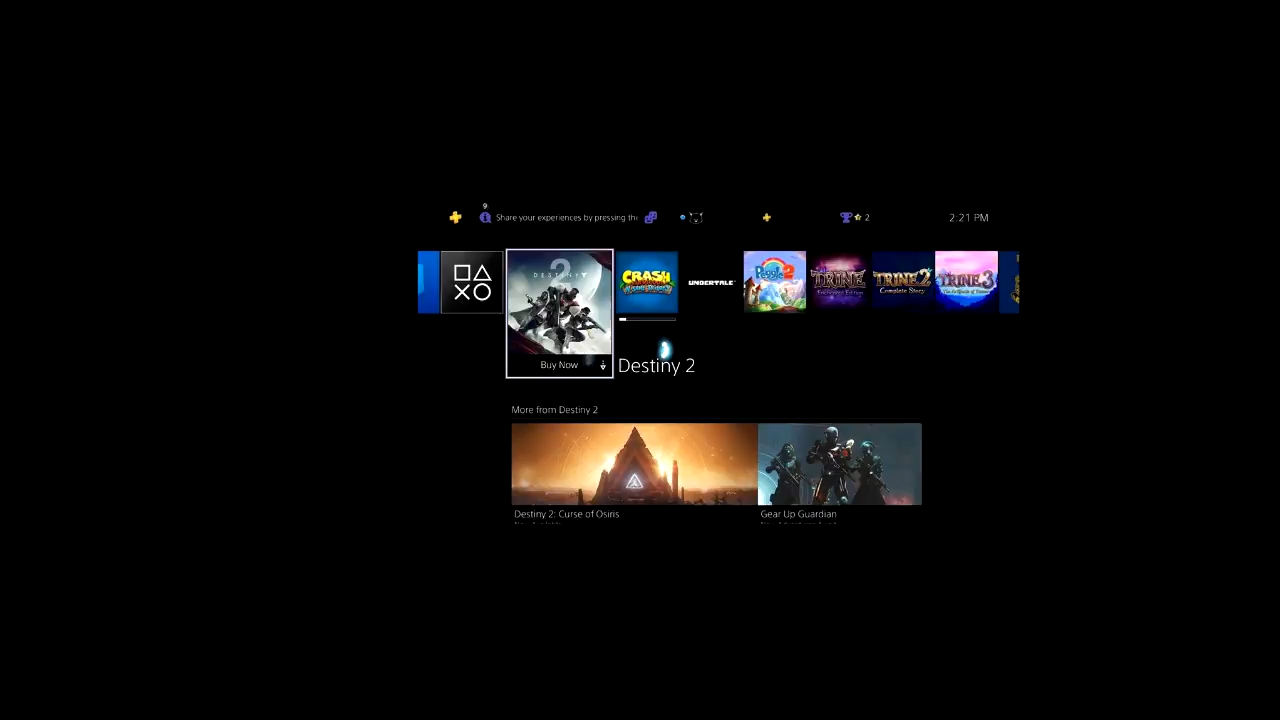 9
Share your experiences by pressing th
2
2:21 PM
2
DESTINY
CRASH
UNDERTALE
Peggle 2
TRINE
Enchanted Edition
TRINE 2
Complete Story
TRINE 3
Buy Now
Destiny 2
More from Destiny 2
Destiny 2: Curse of Osiris
Gear Up Guardian